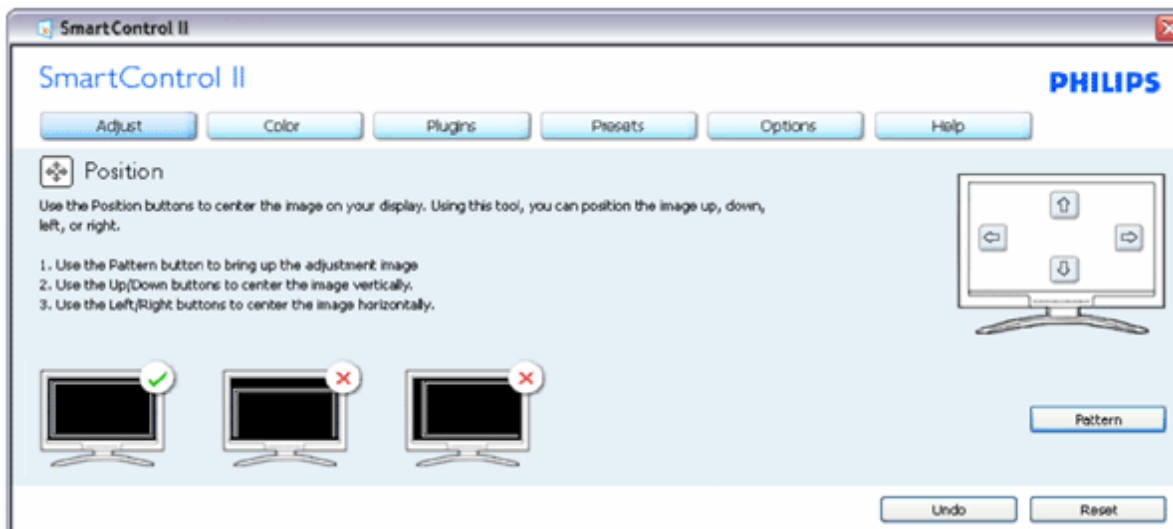 SmartControl II
SmartControl II
PHILIPS
Adjust Color Plugins Presets Options Help
Position
Use the Position buttons to center the image on your display. Using this tool, you can position the image up, down,
left, or right.
1. Use the Pattern button to bring up the adjustment image
2. Use the Up/Down buttons to center the image vertically.
3. Use the Left/Right buttons to center the image horizontally.
Pattern
Undo Reset